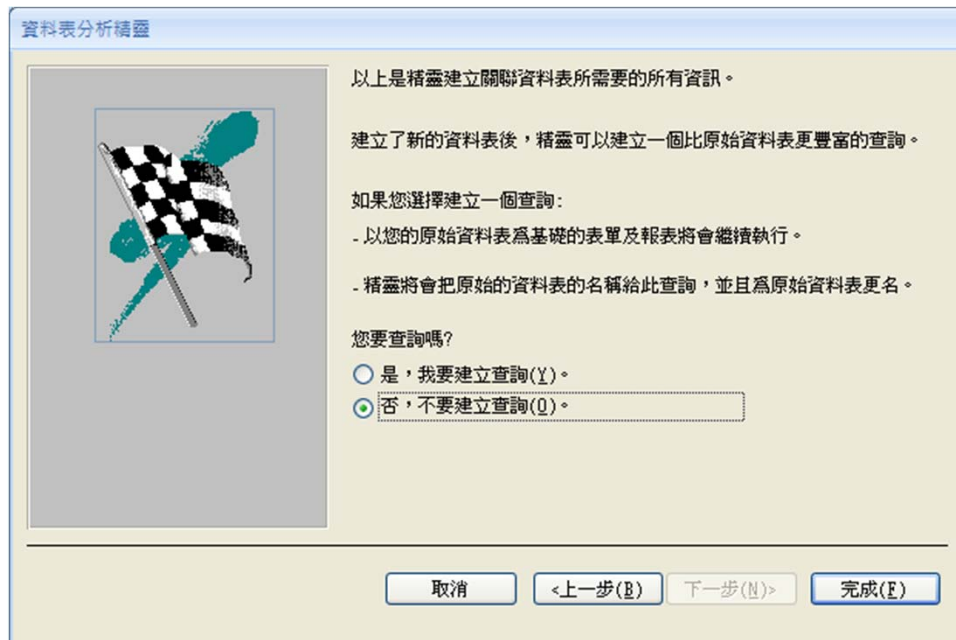 資料表分析精靈
以上是精靈建立關聯資料表所需要的所有資訊。
建立了新的資料表後，精靈可以建立一個比原始資料表更豐富的查詢。
如果您選擇建立一個查詢:
- 以您的原始資料表為基礎的表單及報表將會繼續執行。
- 精靈將會把原始的資料表的名稱給此查詢，並且為原始資料表更名。
您要查詢嗎?
是，我要建立查詢(Y)。
否，不要建立查詢(O)。
取消
<上一步(B)
下一步(N)>
完成(F)